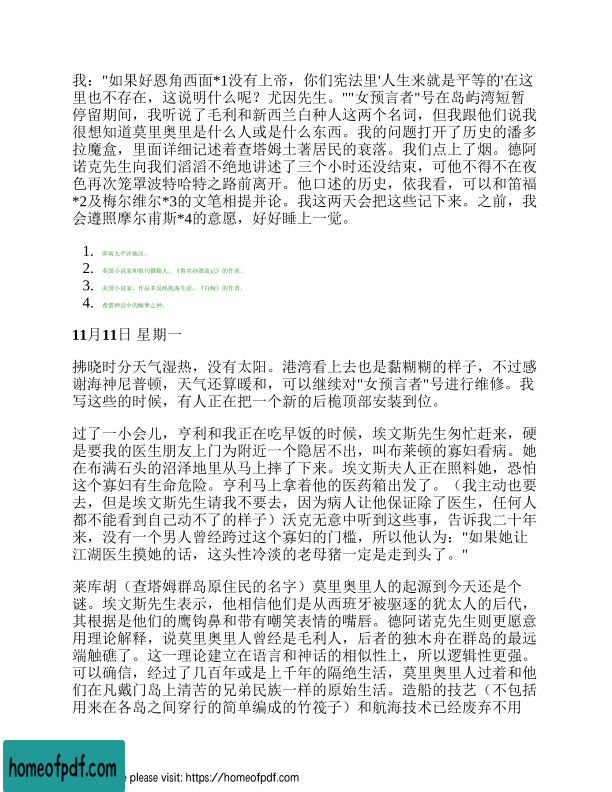 我："如果好恩角西面*1没有上帝，你们宪法里'人生来就是平等的'在这
里也不存在，这说明什么呢？尤因先生。""女预言者"号在岛屿湾短暂
停留期间，我听说了毛利和新西兰白种人这两个名词，但我跟他们说我
很想知道莫里奥里是什么人或是什么东西。我的问题打开了历史的潘多
拉魔盒，里面详细记述着查塔姆土著居民的衰落。我们点上了烟。德阿
诺克先生向我们滔滔不绝地讲述了三个小时还没结束，可他不得不在夜
色再次笼罩波特哈特之路前离开。他口述的历史，依我看，可以和笛福
*2及梅尔维尔*3的文笔相提并论。我这两天会把这些记下来。之前，我
会遵照摩尔甫斯*4的意愿，好好睡上一觉。
1. 即南太平洋地区。
2. 英国小说家和报刊撰稿人，《鲁宾孙漂流记》的作者。
3. 美国小说家，作品多反映航海生活，《白鲸》的作者。
4. 希腊神话中的睡梦之神。
11月11日 星期一
拂晓时分天气湿热，没有太阳。港湾看上去也是黏糊糊的样子，不过感
谢海神尼普顿，天气还算暖和，可以继续对"女预言者"号进行维修。我
写这些的时候，有人正在把一个新的后桅顶部安装到位。
过了一小会儿，亨利和我正在吃早饭的时候，埃文斯先生匆忙赶来，硬
是要我的医生朋友上门为附近一个隐居不出，叫布莱顿的寡妇看病。她
在布满石头的沼泽地里从马上摔了下来。埃文斯夫人正在照料她，恐怕
这个寡妇有生命危险。亨利马上拿着他的医药箱出发了。（我主动也要
去，但是埃文斯先生请我不要去，因为病人让他保证除了医生，任何人
都不能看到自己动不了的样子）沃克无意中听到这些事，告诉我二十年
来，没有一个男人曾经跨过这个寡妇的门槛，所以他认为："如果她让
江湖医生摸她的话，这头性冷淡的老母猪一定是走到头了。"
莱库胡（查塔姆群岛原住民的名字）莫里奥里人的起源到今天还是个
谜。埃文斯先生表示，他相信他们是从西班牙被驱逐的犹太人的后代，
其根据是他们的鹰钩鼻和带有嘲笑表情的嘴唇。德阿诺克先生则更愿意
用理论解释，说莫里奥里人曾经是毛利人，后者的独木舟在群岛的最远
端触礁了。这一理论建立在语言和神话的相似性上，所以逻辑性更强。
可以确信，经过了几百年或是上千年的隔绝生活，莫里奥里人过着和他
们在凡戴门岛上清苦的兄弟民族一样的原始生活。造船的技艺（不包括
用来在各岛之间穿行的简单编成的竹筏子）和航海技术已经废弃不用
homeofpdf.com
e please visit: https://homeofpdf.com